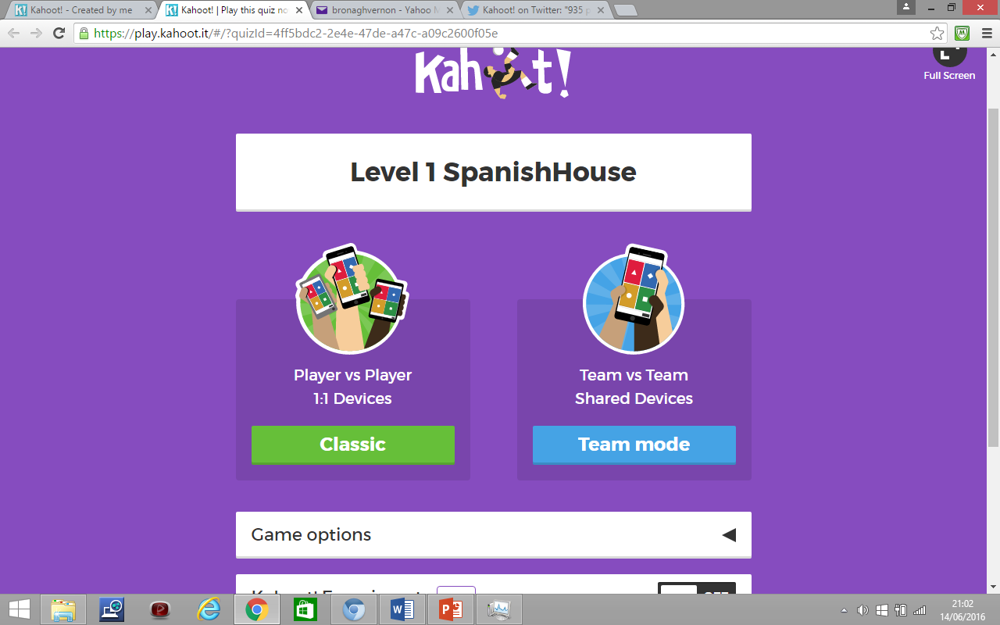 Kahoot! - Created by me
Kahoot! | Play this quiz no
bronaghvernon - Yahoo
Kahoot! on Twitter: "935 p
https://play.kahoot.it/#/?quizId=4ff5bdc2-2e4e-47de-a47c-a09c2600f05e
Kahoot!
Full Screen
Level 1 SpanishHouse
Player vs Player
1:1 Devices
Classic
Team vs Team
Shared Devices
Team mode
Game options
21:02
14/06/2016